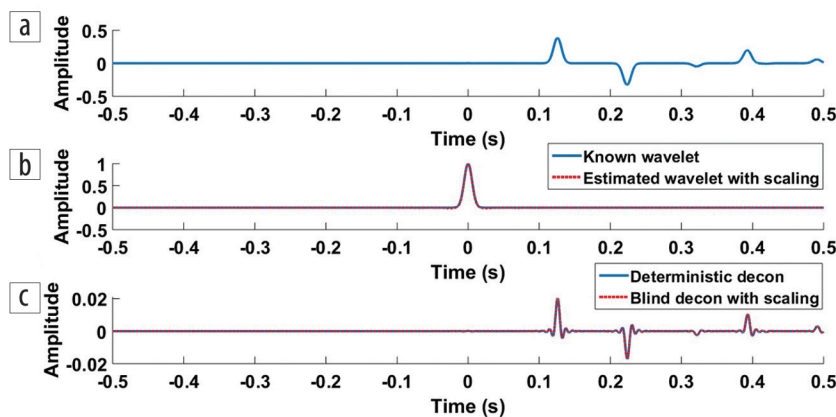 a
Amplitude
0.5
0
-0.5
-0.5 -0.4 -0.3 -0.2 -0.1 0 0.1 0.2 0.3 0.4 0.5
Time (s)
b
Amplitude
1
0.5
0
-0.5
Known wavelet
Estimated wavelet with scaling
-0.5 -0.4 -0.3 -0.2 -0.1 0 0.1 0.2 0.3 0.4 0.5
Time (s)
c
Amplitude
0.02
0
-0.02
Deterministic decon
Blind decon with scaling
-0.5 -0.4 -0.3 -0.2 -0.1 0 0.1 0.2 0.3 0.4 0.5
Time (s)